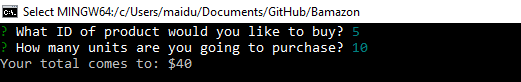 Select MINGW64:/c/Users/maidu/Documents/GitHub/Bamazon
? What ID of product would you like to buy? 5
? How many units are you going to purchase? 10
Your total comes to: $40